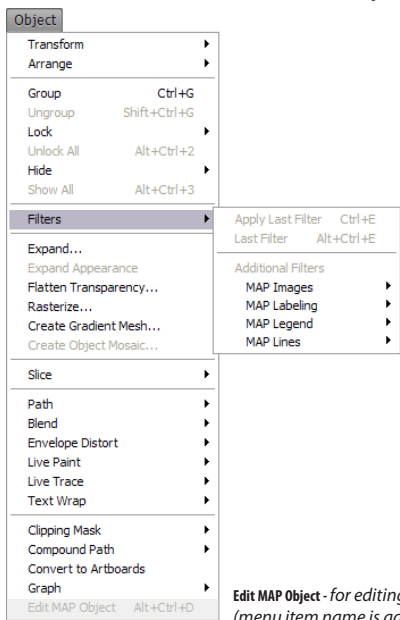 Object
Transform
Arrange
Group Ctrl+G
Ungroup Shift+Ctrl+G
Lock
Unlock All Alt+Ctrl+2
Hide
Show All Alt+Ctrl+3
Filters
Expand...
Expand Appearance
Flatten Transparency...
Rasterize...
Create Gradient Mesh...
Create Object Mosaic...
Slice
Path
Blend
Envelope Distort
Live Paint
Live Trace
Text Wrap
Clipping Mask
Compound Path
Convert to Artboards
Graph
Edit MAP Object Alt+Ctrl+D
Apply Last Filter Ctrl+E
Last Filter Alt+Ctrl+E
Additional Filters
MAP Images
MAP Labeling
MAP Legend
MAP Lines
Edit MAP Object - for editing
(menu item name is